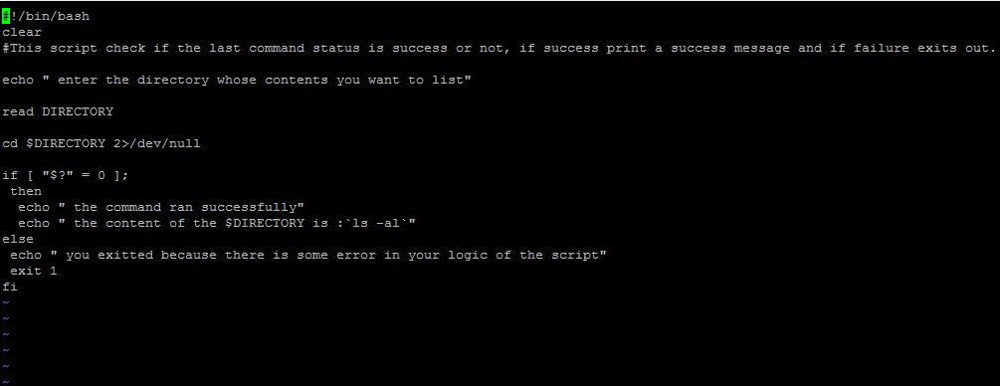 #!/bin/bash
clear
#This script check if the last command status is success or not, if success print a success message and if failure exits out.
echo " enter the directory whose contents you want to list"
read DIRECTORY
cd $DIRECTORY 2>/dev/null
if [ "$?" = 0 ];
 then
  echo " the command ran successfully"
  echo " the content of the $DIRECTORY is :`ls -al`"
else
 echo " you exitted because there is some error in your logic of the script"
 exit 1
fi
~
~
~
~
~
~